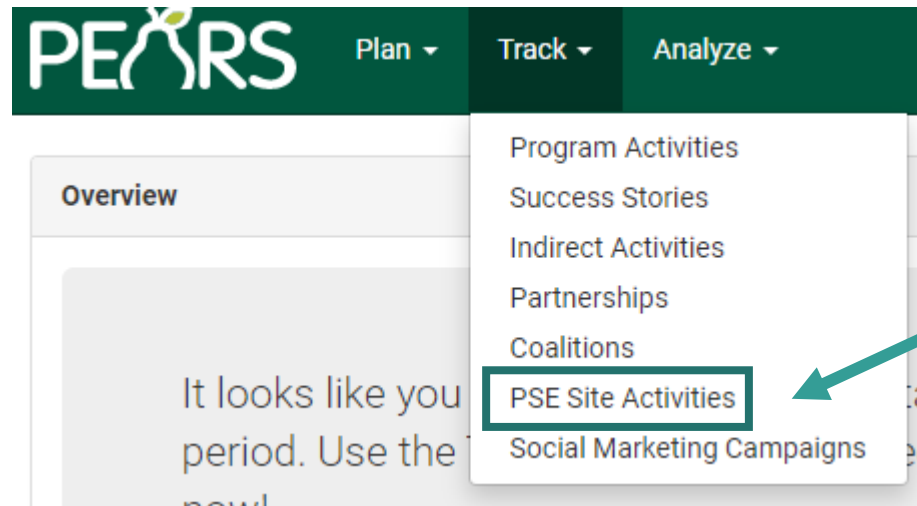 PEARS Plan Track Analyze
Program Activities
Overview
Success Stories
Indirect Activities
Partnerships
Coalitions
It looks like you
PSE Site Activities
period. Use the
Social Marketing Campaigns
now!